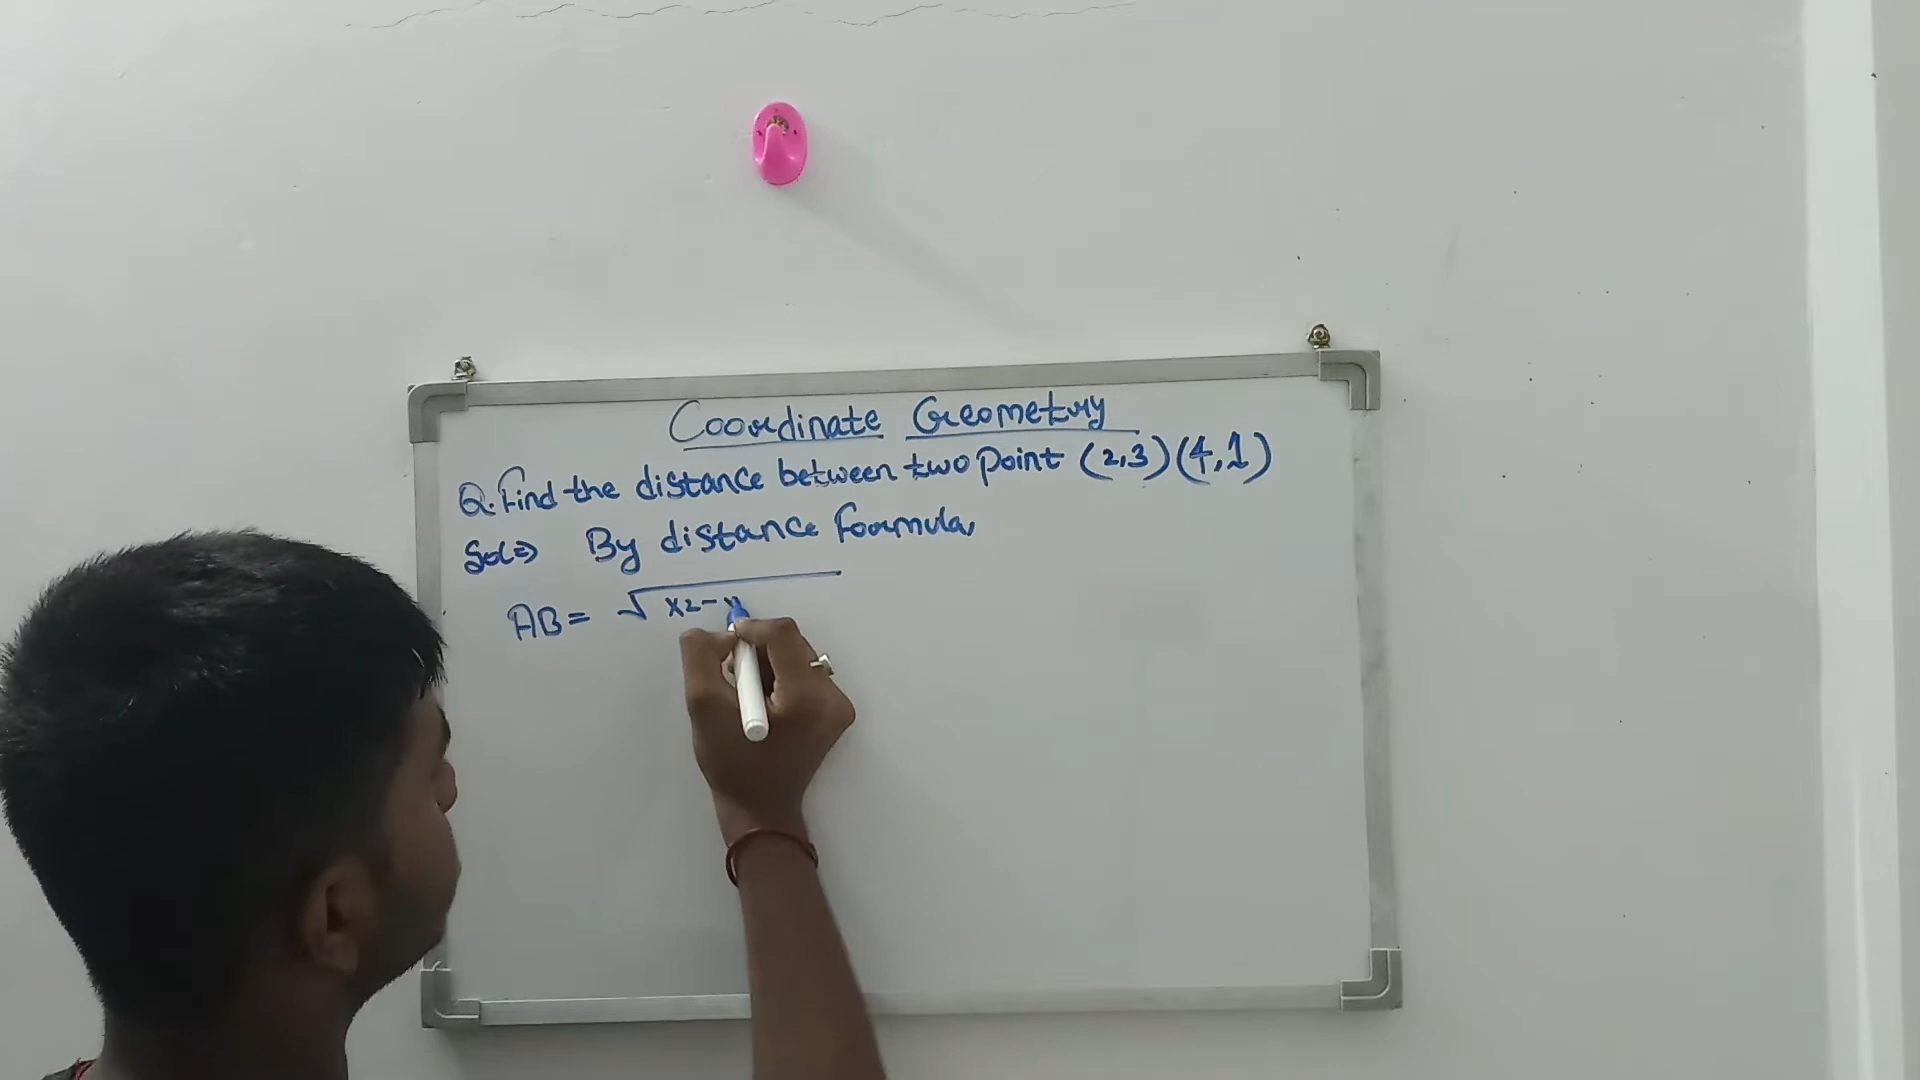 Coordinate Geometry
Q. Find the distance between two point (2,3)(4,1)
Sol⇒ By distance formula,
AB= √x2-x